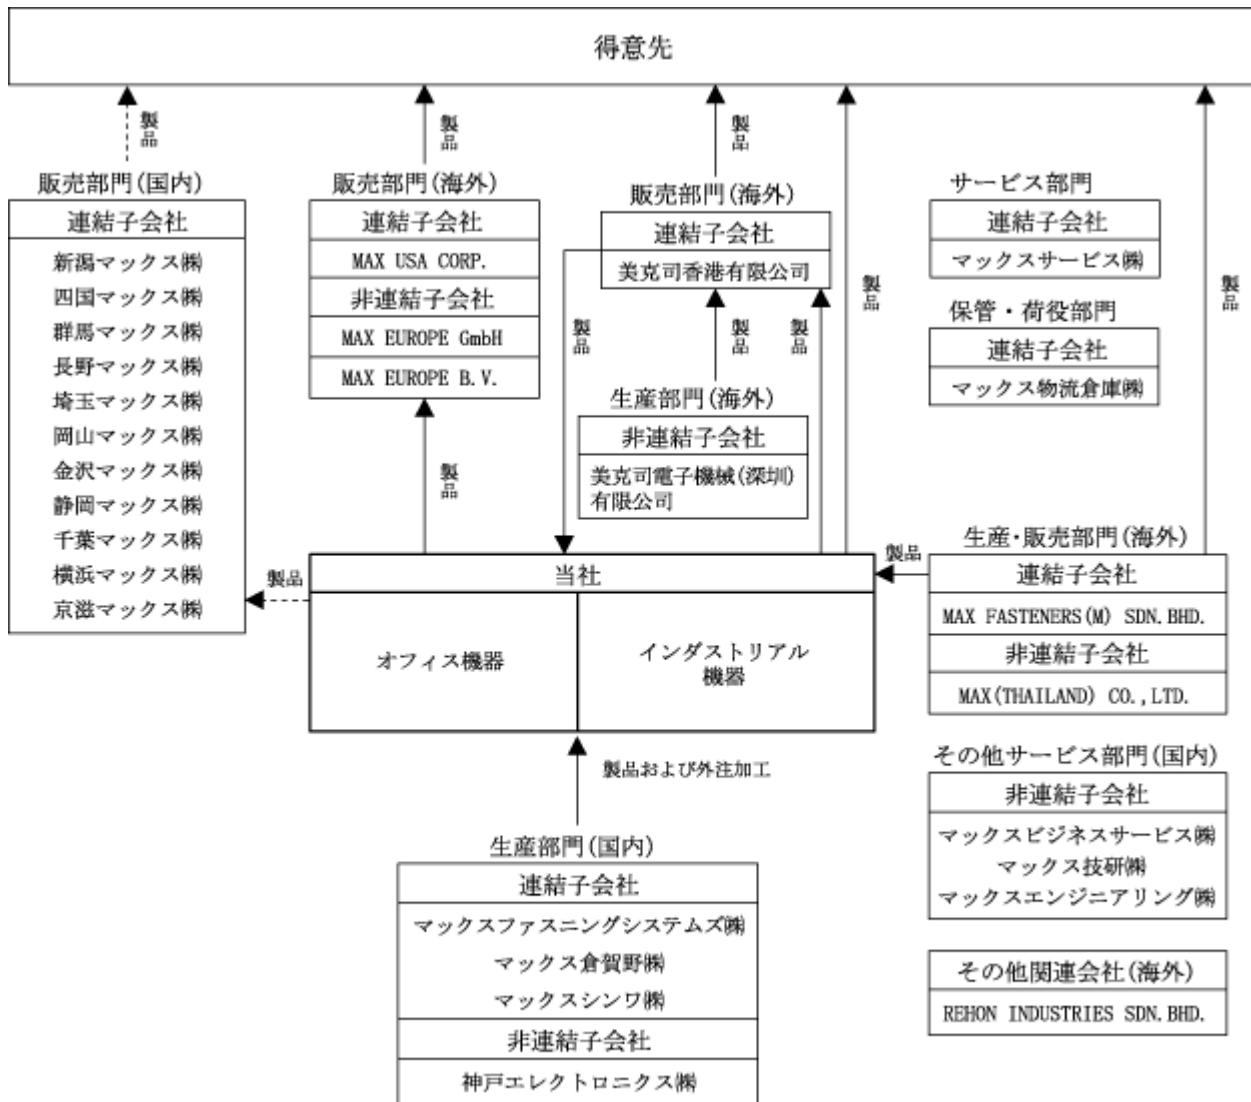 得意先
製品
製品
製品
製品
製品
販売部門(国内)
連結子会社
新潟マックス㈱
四国マックス㈱
群馬マックス㈱
長野マックス㈱
埼玉マックス㈱
岡山マックス㈱
金沢マックス㈱
静岡マックス㈱
千葉マックス㈱
横浜マックス㈱
京滋マックス㈱
販売部門(海外)
連結子会社
MAX USA CORP.
非連結子会社
MAX EUROPE GmbH
MAX EUROPE B.V.
販売部門(海外)
連結子会社
美克司香港有限公司
製品
製品
製品
生産部門(海外)
非連結子会社
美克司電子機械(深圳)
有限公司
サービス部門
連結子会社
マックスサービス㈱
保管・荷役部門
連結子会社
マックス物流倉庫㈱
製品
製品
製品
当社
オフィス機器
インダストリアル
機器
生産・販売部門(海外)
連結子会社
MAX FASTENERS(M) SDN.BHD.
非連結子会社
MAX(THAILAND) CO.,LTD.
製品および外注加工
生産部門(国内)
連結子会社
マックスファスニングシステムズ㈱
マックス倉賀野㈱
マックスシンワ㈱
非連結子会社
神戸エレクトロニクス㈱
その他サービス部門(国内)
非連結子会社
マックスビジネスサービス㈱
マックス技研㈱
マックスエンジニアリング㈱
その他関連会社(海外)
REHON INDUSTRIES SDN.BHD.